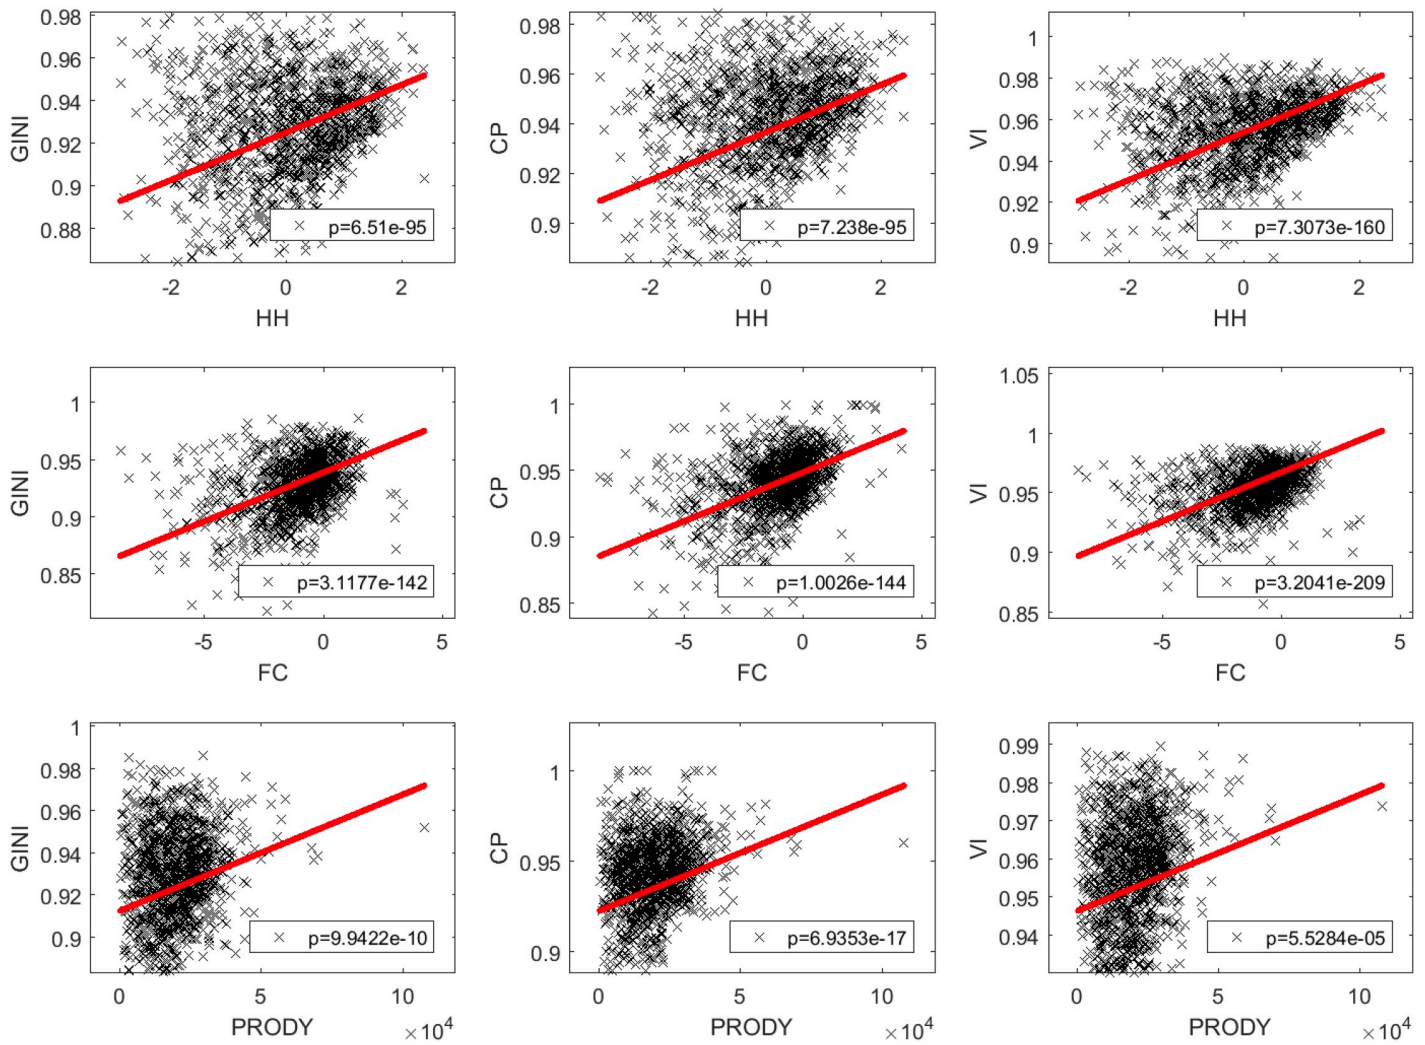 0.98
0.96
0.94
0.92
0.9
0.88
GINI
p=6.51e-95
-2 0 2
HH
0.98
0.96
0.94
0.92
0.9
CP
p=7.238e-95
-2 0 2
HH
1
0.98
0.96
0.94
0.92
0.9
VI
p=7.3073e-160
-2 0 2
HH
1
0.95
0.9
0.85
GINI
p=3.1177e-142
-5 0 5
FC
1
0.95
0.9
0.85
CP
p=1.0026e-144
-5 0 5
FC
1.05
1
0.95
0.9
0.85
VI
p=3.2041e-209
-5 0 5
FC
1
0.98
0.96
0.94
0.92
0.9
GINI
p=9.9422e-10
0 5 10
PRODY
×10⁴
1
0.95
0.9
CP
p=6.9353e-17
0 5 10
PRODY
×10⁴
0.99
0.98
0.97
0.96
0.95
0.94
VI
p=5.5284e-05
0 5 10
PRODY
×10⁴